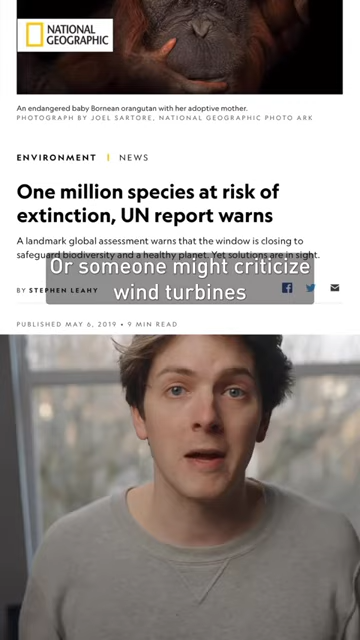 NATIONAL
GEOGRAPHIC
An endangered baby Bornean orangutan with her adoptive mother.
PHOTOGRAPH BY JOEL SARTORE, NATIONAL GEOGRAPHIC PHOTO ARK
ENVIRONMENT | NEWS
One million species at risk of
extinction, UN report warns
A landmark global assessment warns that the window is closing to
safeguard biodiversity and a healthy planet. Yet solutions are in sight.
Or someone might criticize
wind turbines
BY STEPHEN LEAHY
PUBLISHED MAY 6, 2019 • 9 MIN READ